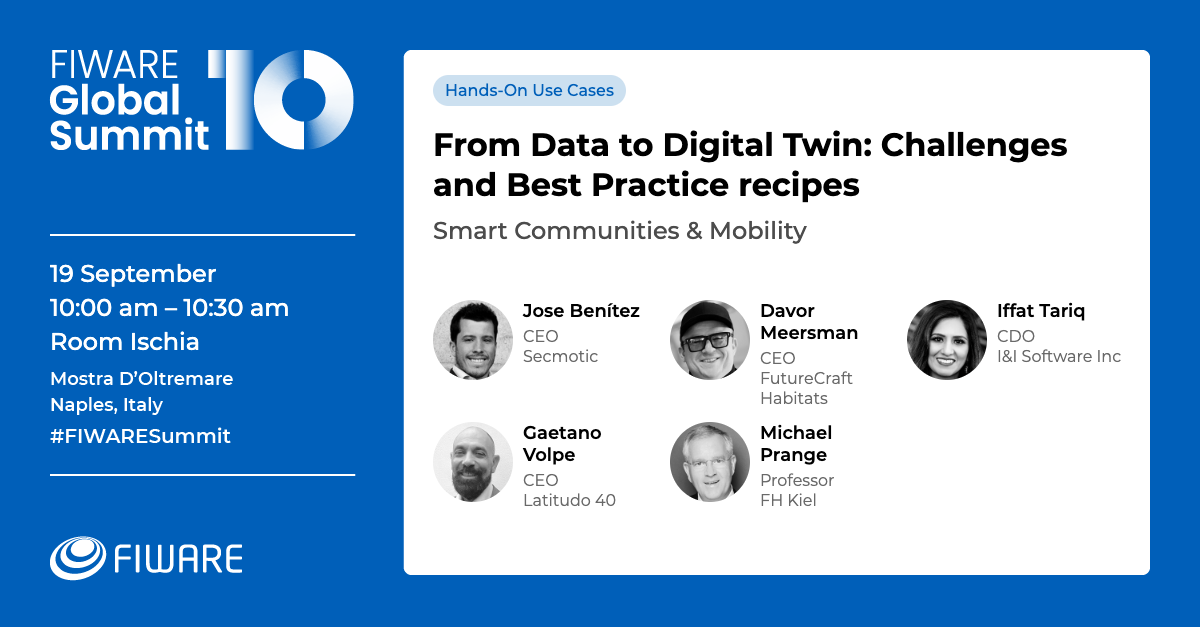 FIWARE
Global
Summit
10
19 September
10:00 am – 10:30 am
Room Ischia
Mostra D’Oltremare
Naples, Italy
#FIWARESummit
FIWARE
Hands-On Use Cases
From Data to Digital Twin: Challenges
and Best Practice recipes
Smart Communities & Mobility
Jose Benítez
CEO
Secmotic
Davor
Meersman
CEO
FutureCraft
Habitats
Iffat Tariq
CDO
I&I Software Inc
Gaetano
Volpe
CEO
Latitudo 40
Michael
Prange
Professor
FH Kiel